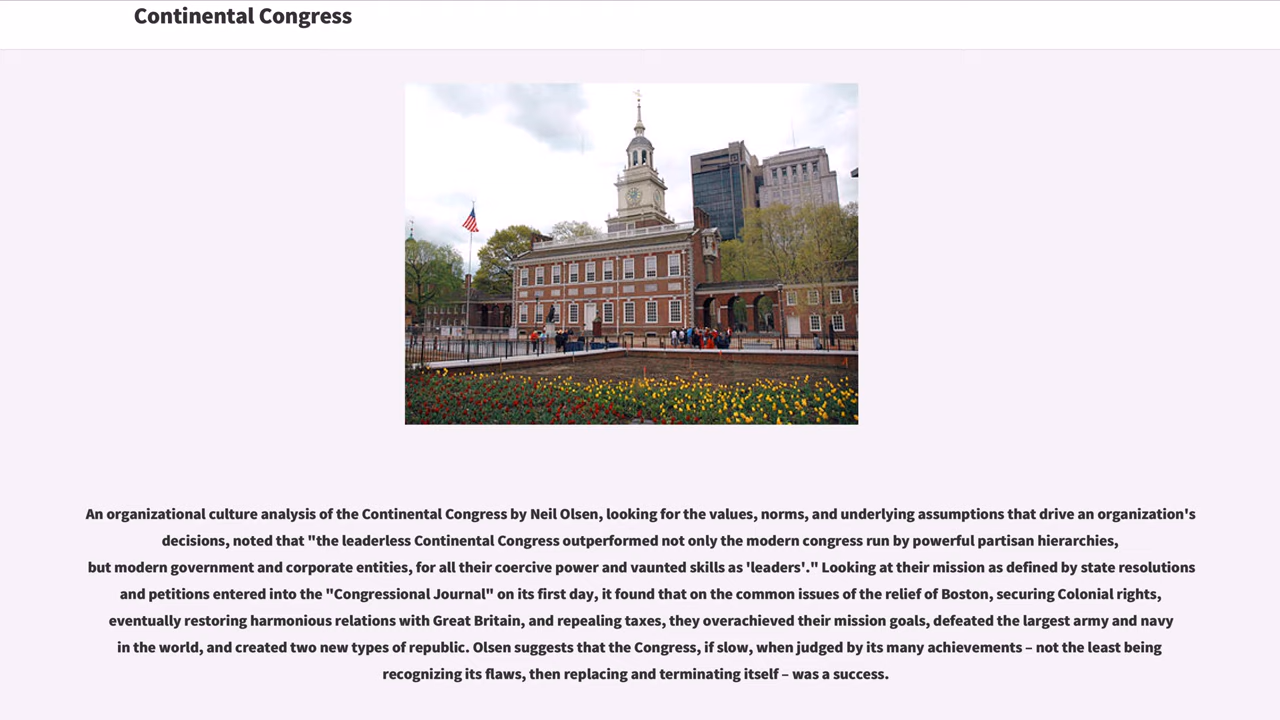 Continental Congress
An organizational culture analysis of the Continental Congress by Neil Olsen, looking for the values, norms, and underlying assumptions that drive an organization's
decisions, noted that "the leaderless Continental Congress outperformed not only the modern congress run by powerful partisan hierarchies,
but modern government and corporate entities, for all their coercive power and vaunted skills as 'leaders'." Looking at their mission as defined by state resolutions
and petitions entered into the "Congressional Journal" on its first day, it found that on the common issues of the relief of Boston, securing Colonial rights,
eventually restoring harmonious relations with Great Britain, and repealing taxes, they overachieved their mission goals, defeated the largest army and navy
in the world, and created two new types of republic. Olsen suggests that the Congress, if slow, when judged by its many achievements – not the least being
recognizing its flaws, then replacing and terminating itself – was a success.